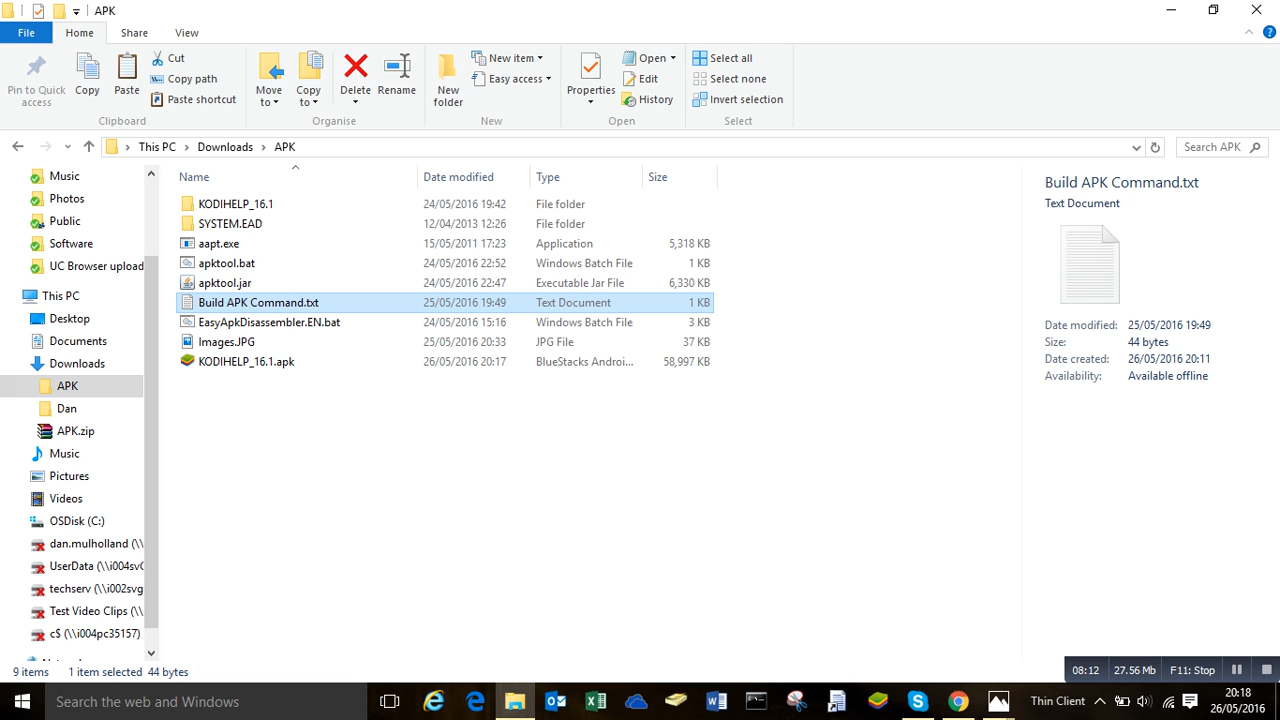 APK
File Home Share View
Pin to Quick access
Copy
Paste
Cut
Copy path
Paste shortcut
Clipboard
Move to
Copy to
Delete
Rename
Organise
New folder
New item
Easy access
New
Properties
Open
Edit
History
Open
Select all
Select none
Invert selection
Select
This PC Downloads APK
Search APK
Music
Photos
Public
Software
UC Browser upload
This PC
Desktop
Documents
Downloads
APK
Dan
APK.zip
Music
Pictures
Videos
OSDisk (C:)
dan.mulholland (\\
UserData (\\i004sv
techserv (\\i002svg
Test Video Clips (\\
c$ (\\i004pc35157)
Name Date modified Type Size
KODIHELP_16.1 24/05/2016 19:42 File folder
SYSTEM.EAD 12/04/2013 12:26 File folder
aapt.exe 15/05/2011 17:23 Application 5,318 KB
apktool.bat 24/05/2016 22:52 Windows Batch File 1 KB
apktool.jar 24/05/2016 22:47 Executable Jar File 6,330 KB
Build APK Command.txt 25/05/2016 19:49 Text Document 1 KB
EasyApkDisassembler.EN.bat 24/05/2016 15:16 Windows Batch File 3 KB
Images.JPG 25/05/2016 20:33 JPG File 37 KB
KODIHELP_16.1.apk 26/05/2016 20:17 BlueStacks Androi... 58,997 KB
Build APK Command.txt
Text Document
Date modified: 25/05/2016 19:49
Size: 44 bytes
Date created: 26/05/2016 20:11
Availability: Available offline
9 items 1 item selected 44 bytes
08:12 27.56 Mb F11: Stop
Search the web and Windows
Thin Client
20:18
26/05/2016